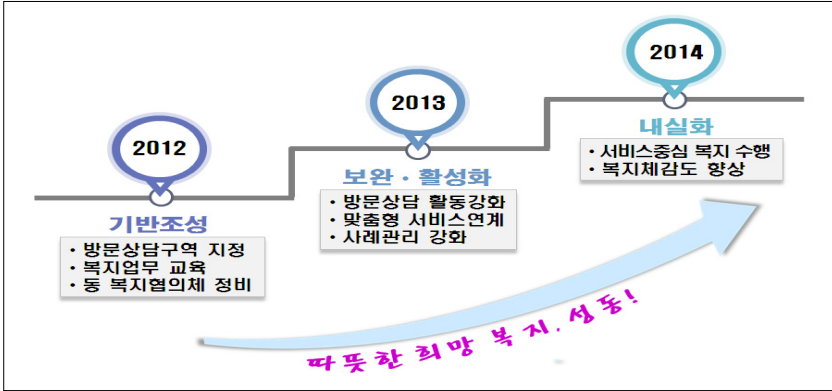 2012
기반조성
· 방문상담구역 지정
· 복지업무 교육
· 동 복지협의체 정비
2013
보완 · 활성화
· 방문상담 활동강화
· 맞춤형 서비스연계
· 사례관리 강화
2014
내실화
· 서비스중심 복지 수행
· 복지체감도 향상
따뜻한 희망 복지, 성동!